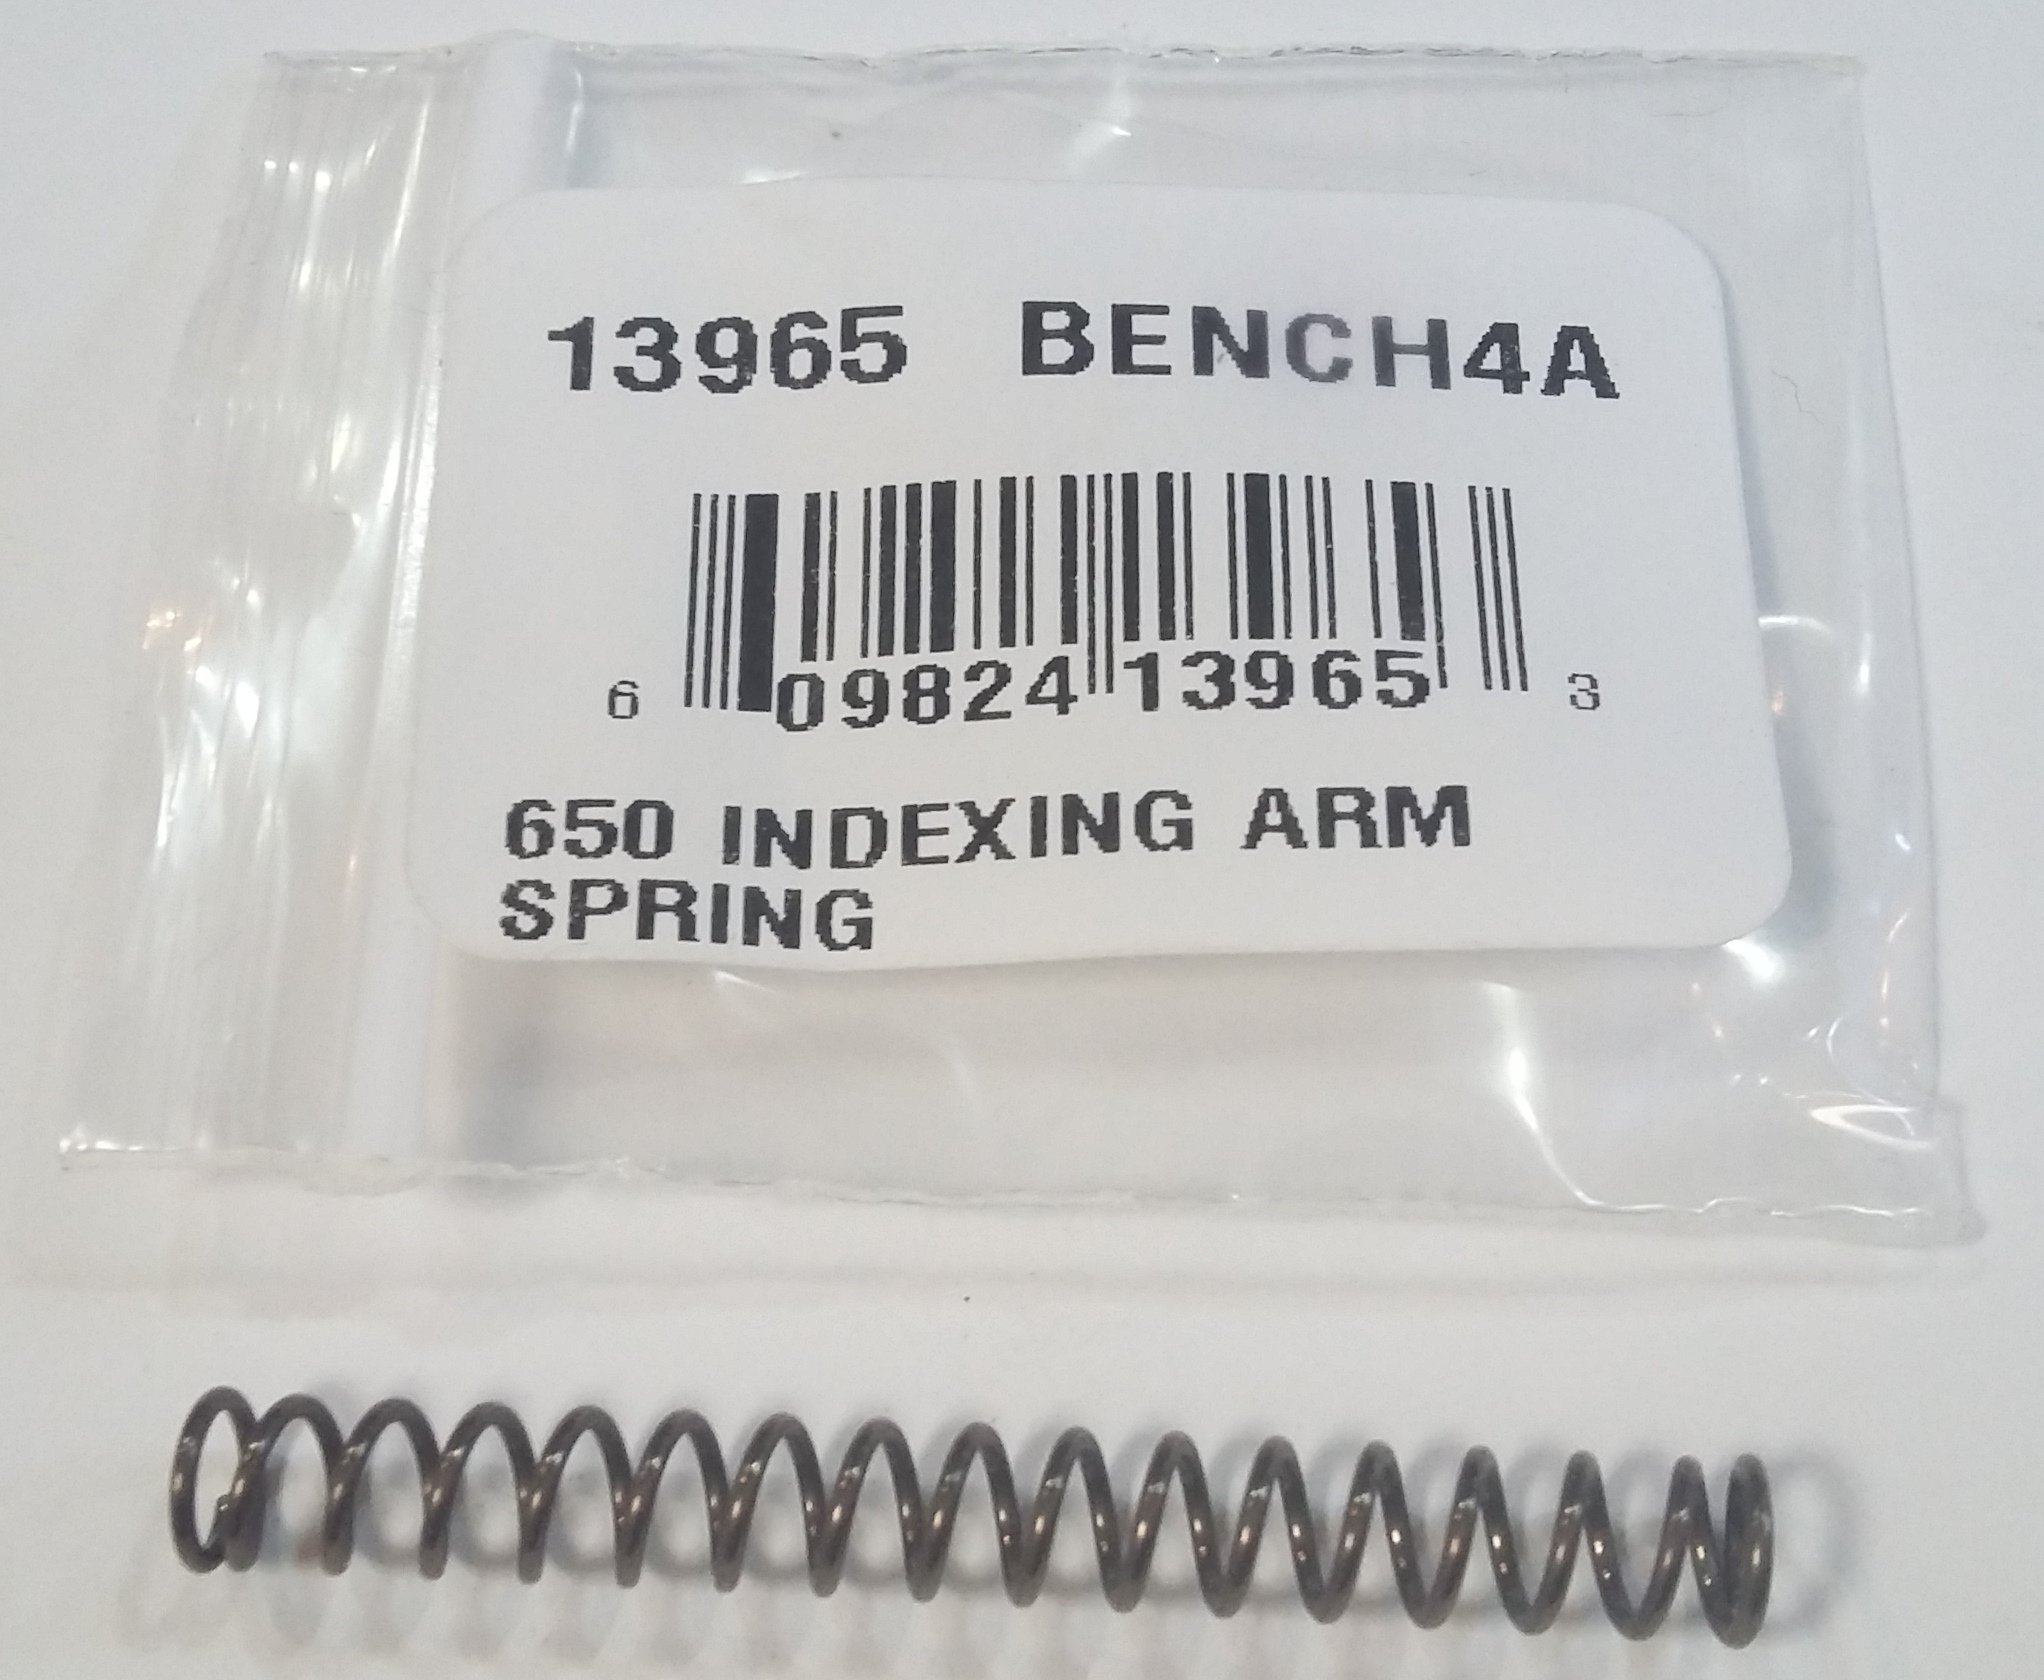 13965 BENCH4A
6 09824 13965 3
650 INDEXING ARM
SPRING